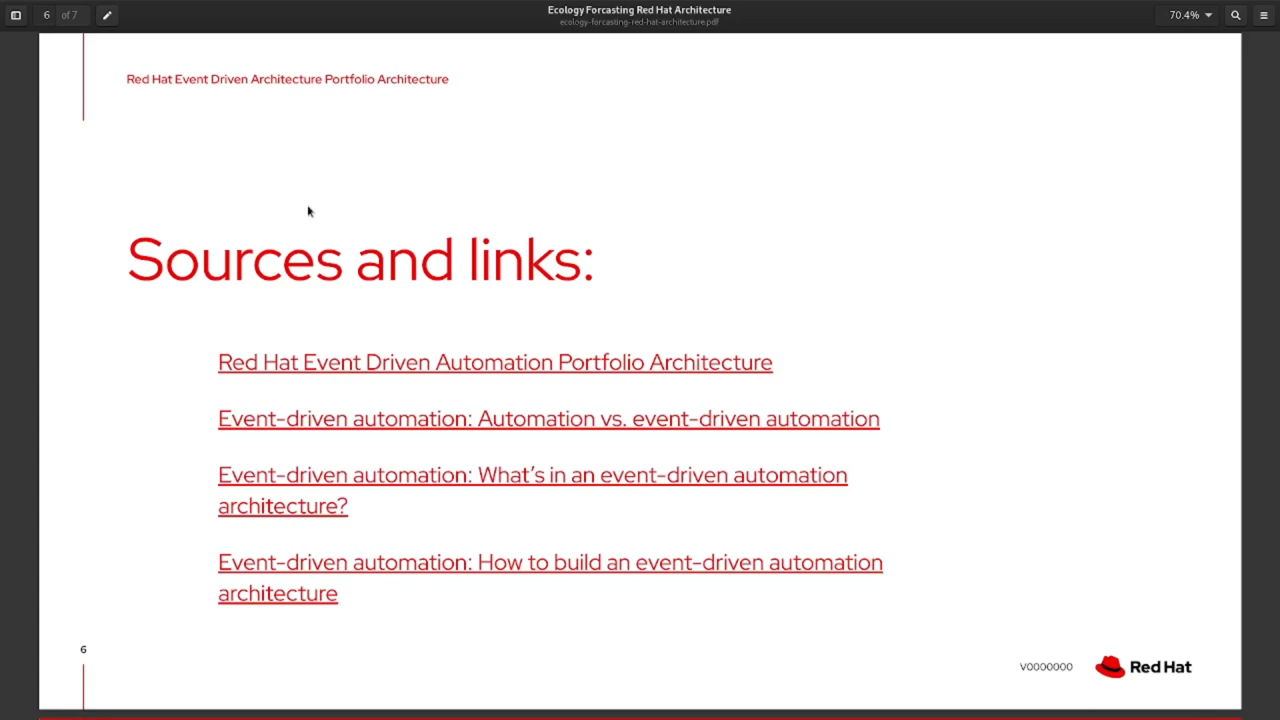 6 of 7
Ecology Forcasting Red Hat Architecture
ecology-forcasting-red-hat-architecture.pdf
70.4%
Red Hat Event Driven Architecture Portfolio Architecture
Sources and links:
Red Hat Event Driven Automation Portfolio Architecture
Event-driven automation: Automation vs. event-driven automation
Event-driven automation: What’s in an event-driven automation
architecture?
Event-driven automation: How to build an event-driven automation
architecture
6
V0000000
Red Hat